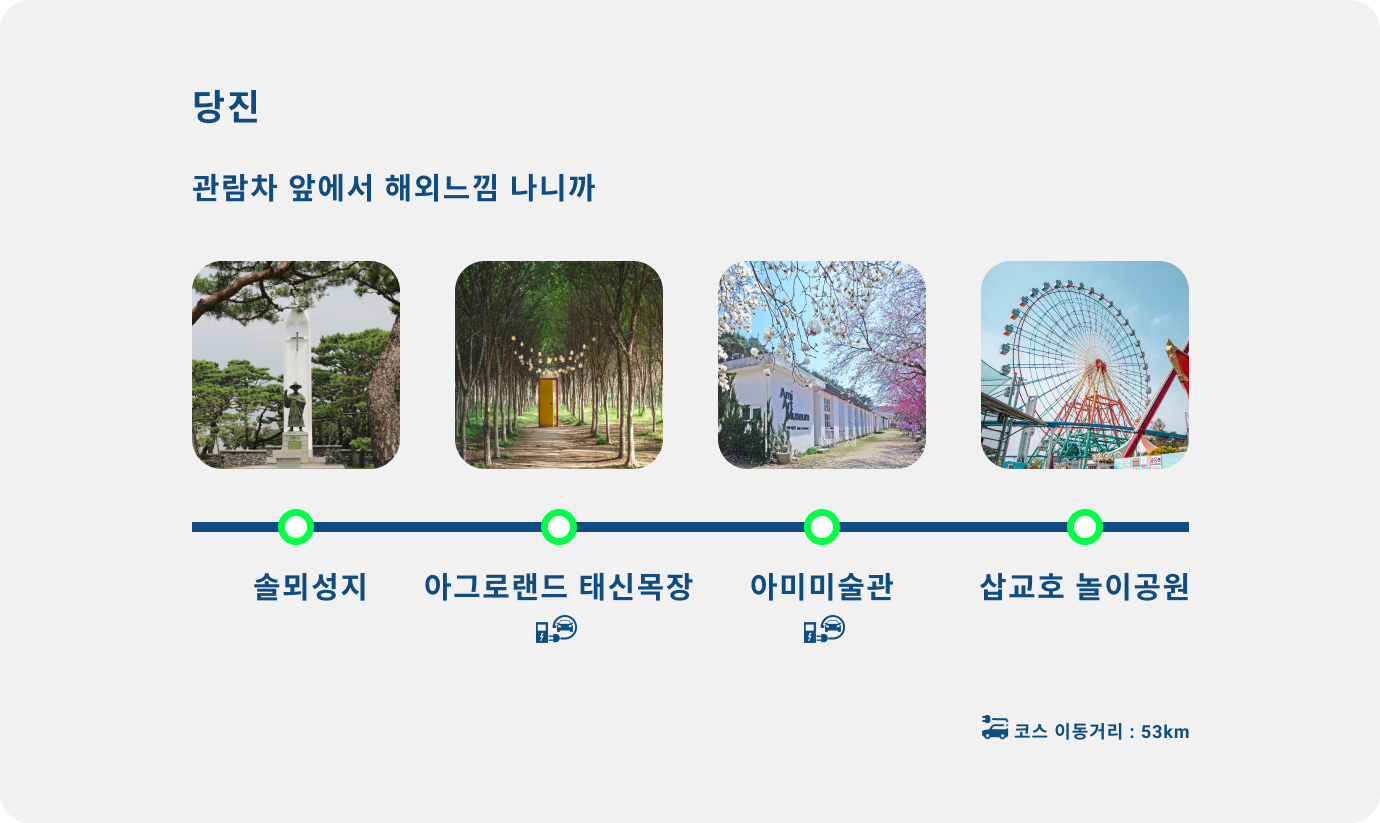 당진
관람차 앞에서 해외느낌 나니까
Ami
Museum
솔뫼성지
아그로랜드 태신목장
아미미술관
삽교호 놀이공원
코스 이동거리 : 53km